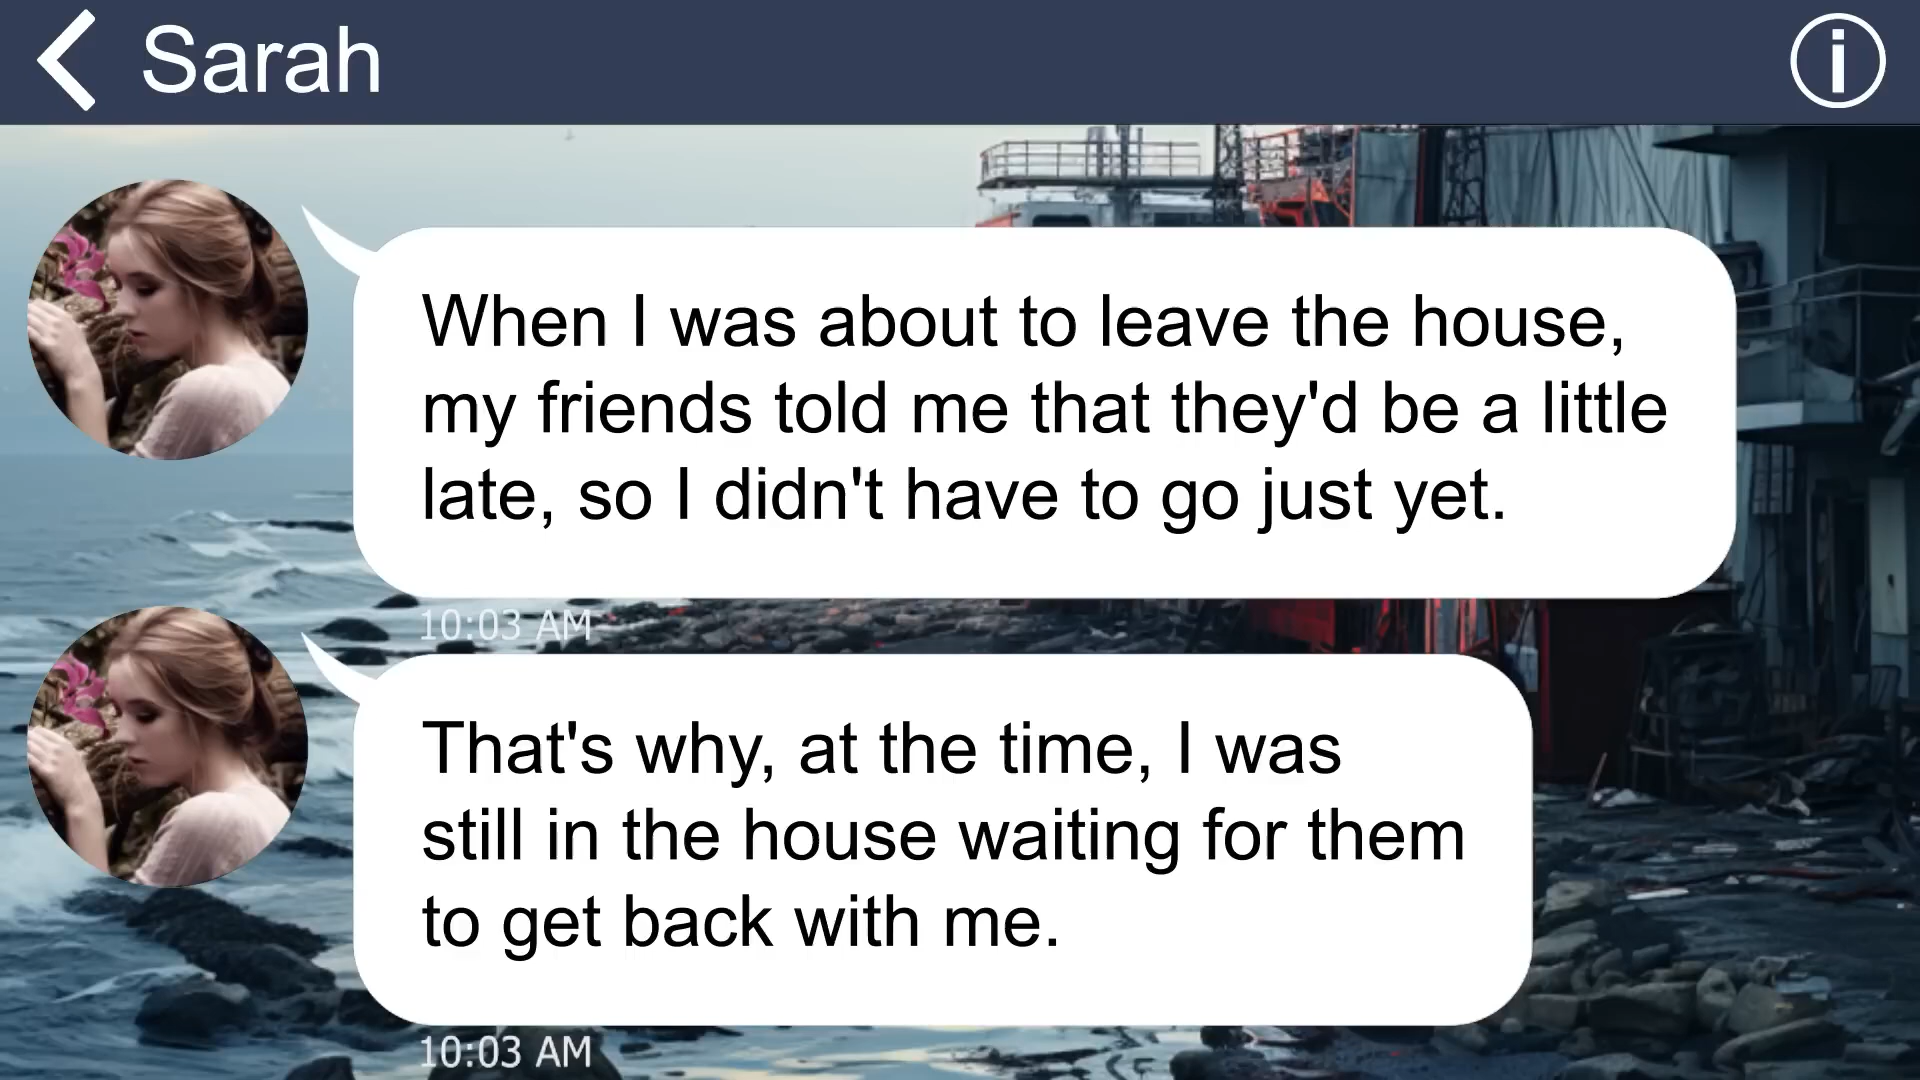 Sarah
When I was about to leave the house,
my friends told me that they'd be a little
late, so I didn't have to go just yet.
10:03 AM
That's why, at the time, I was
still in the house waiting for them
to get back with me.
10:03 AM